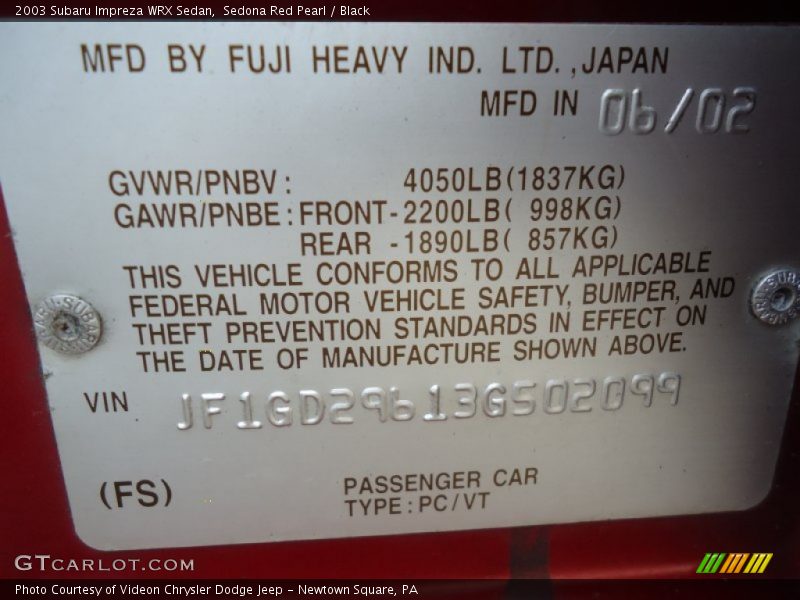 2003 Subaru Impreza WRX Sedan, Sedona Red Pearl / Black
MFD BY FUJI HEAVY IND. LTD., JAPAN
MFD IN 06/02
GVWR/PNBV: 4050LB(1837KG)
GAWR/PNBE: FRONT-2200LB( 998KG)
REAR -1890LB( 857KG)
THIS VEHICLE CONFORMS TO ALL APPLICABLE
FEDERAL MOTOR VEHICLE SAFETY, BUMPER, AND
THEFT PREVENTION STANDARDS IN EFFECT ON
THE DATE OF MANUFACTURE SHOWN ABOVE.
VIN JF1GD29613G502099
(FS)
PASSENGER CAR
TYPE:PC/VT
GTCARLOT.COM
Photo Courtesy of Videon Chrysler Dodge Jeep - Newtown Square, PA